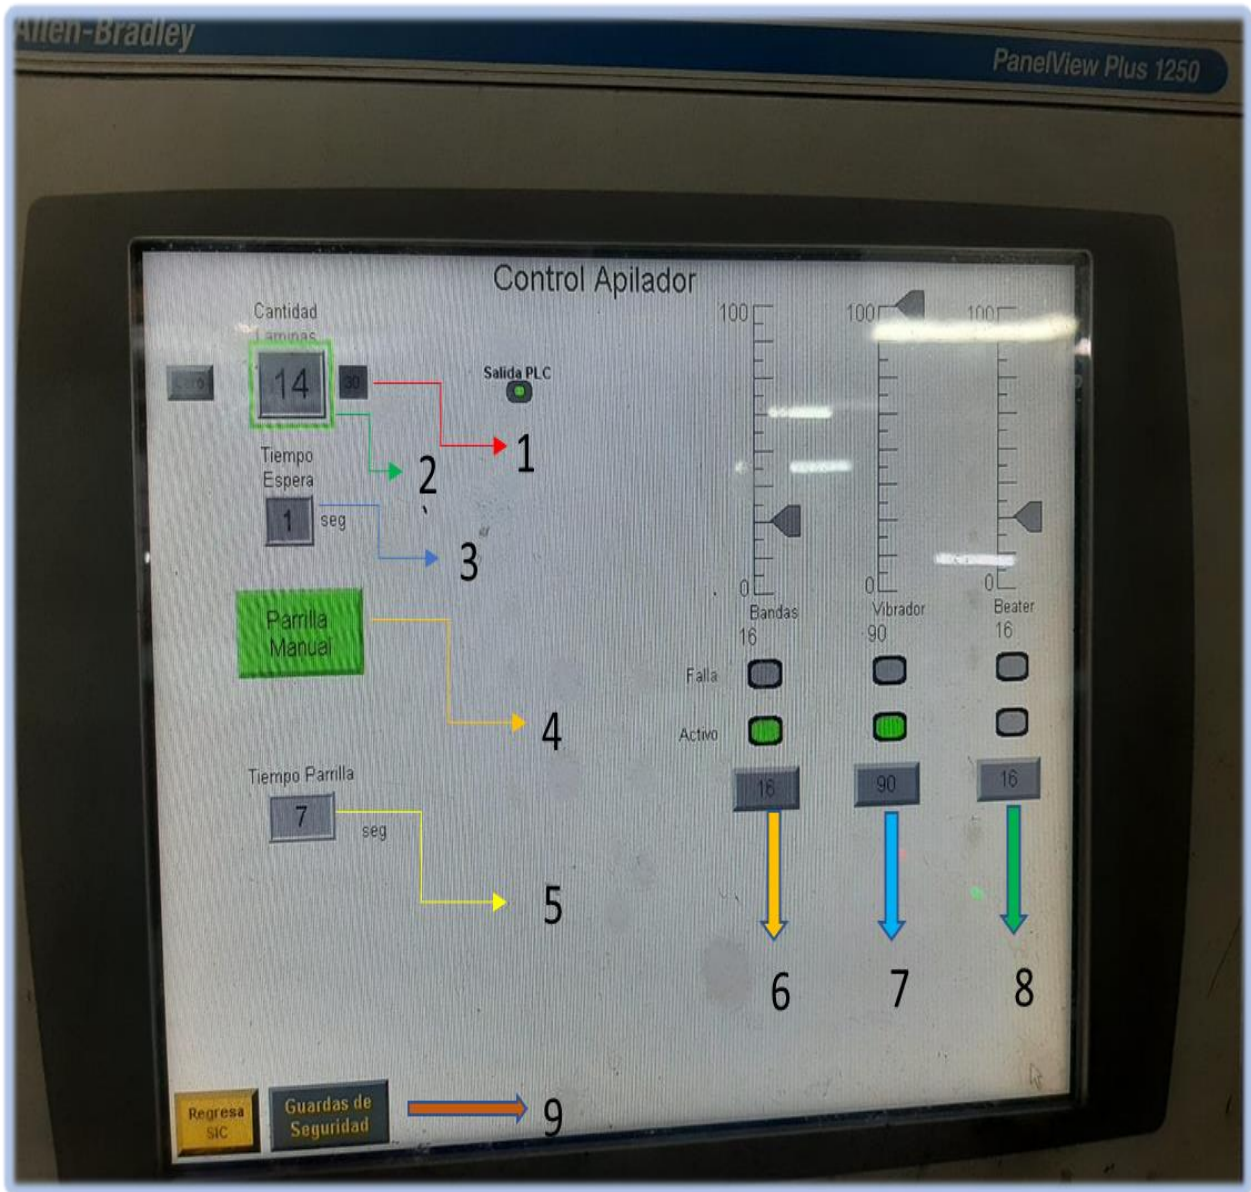 Allen-Bradley
PanelView Plus 1250
Control Apilador
Cantidad
Laminas
Cero
14
30
Salida PLC
1
2
Tiempo
Espera
1
seg
3
Parrilla
Manual
4
Tiempo Parrilla
7
seg
5
100
100
100
0
0
0
Bandas
Vibrador
Beater
16
90
16
Falla
Activo
16
90
16
6
7
8
Regresa
SIC
Guardas de
Seguridad
9